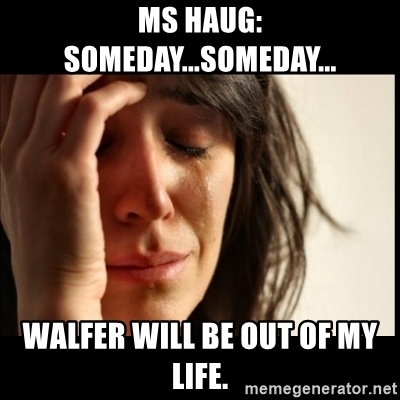 MS HAUG:
SOMEDAY...SOMEDAY...
WALFER WILL BE OUT OF MY
LIFE.
memegenerator.net